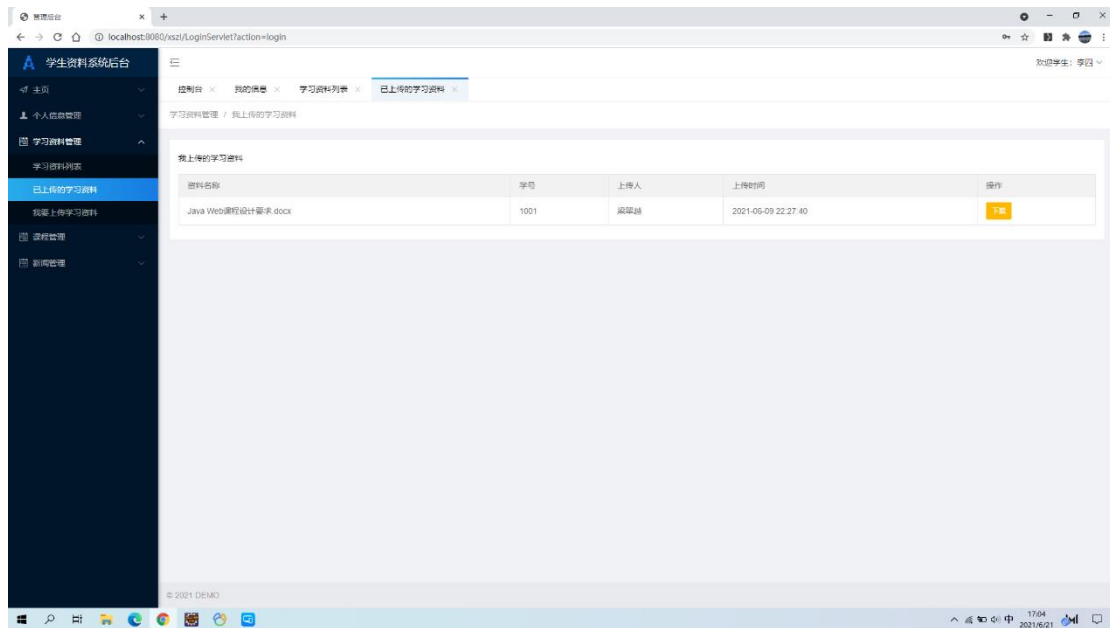 管理后台
localhost:8080/xszl/LoginServlet?action=login
学生资料系统后台
欢迎学生：李四
主页
控制台 我的信息 学习资料列表 已上传的学习资料
个人信息管理
学习资料管理 / 我上传的学习资料
学习资料管理
学习资料列表
已上传的学习资料
我要上传学习资料
课程管理
新闻管理
我上传的学习资料
资料名称 学号 上传人 上传时间 操作
Java Web课程设计要求.docx 1001 2021-06-09 22:27:40 下载
© 2021 DEMO
中 17:04
2021/6/21